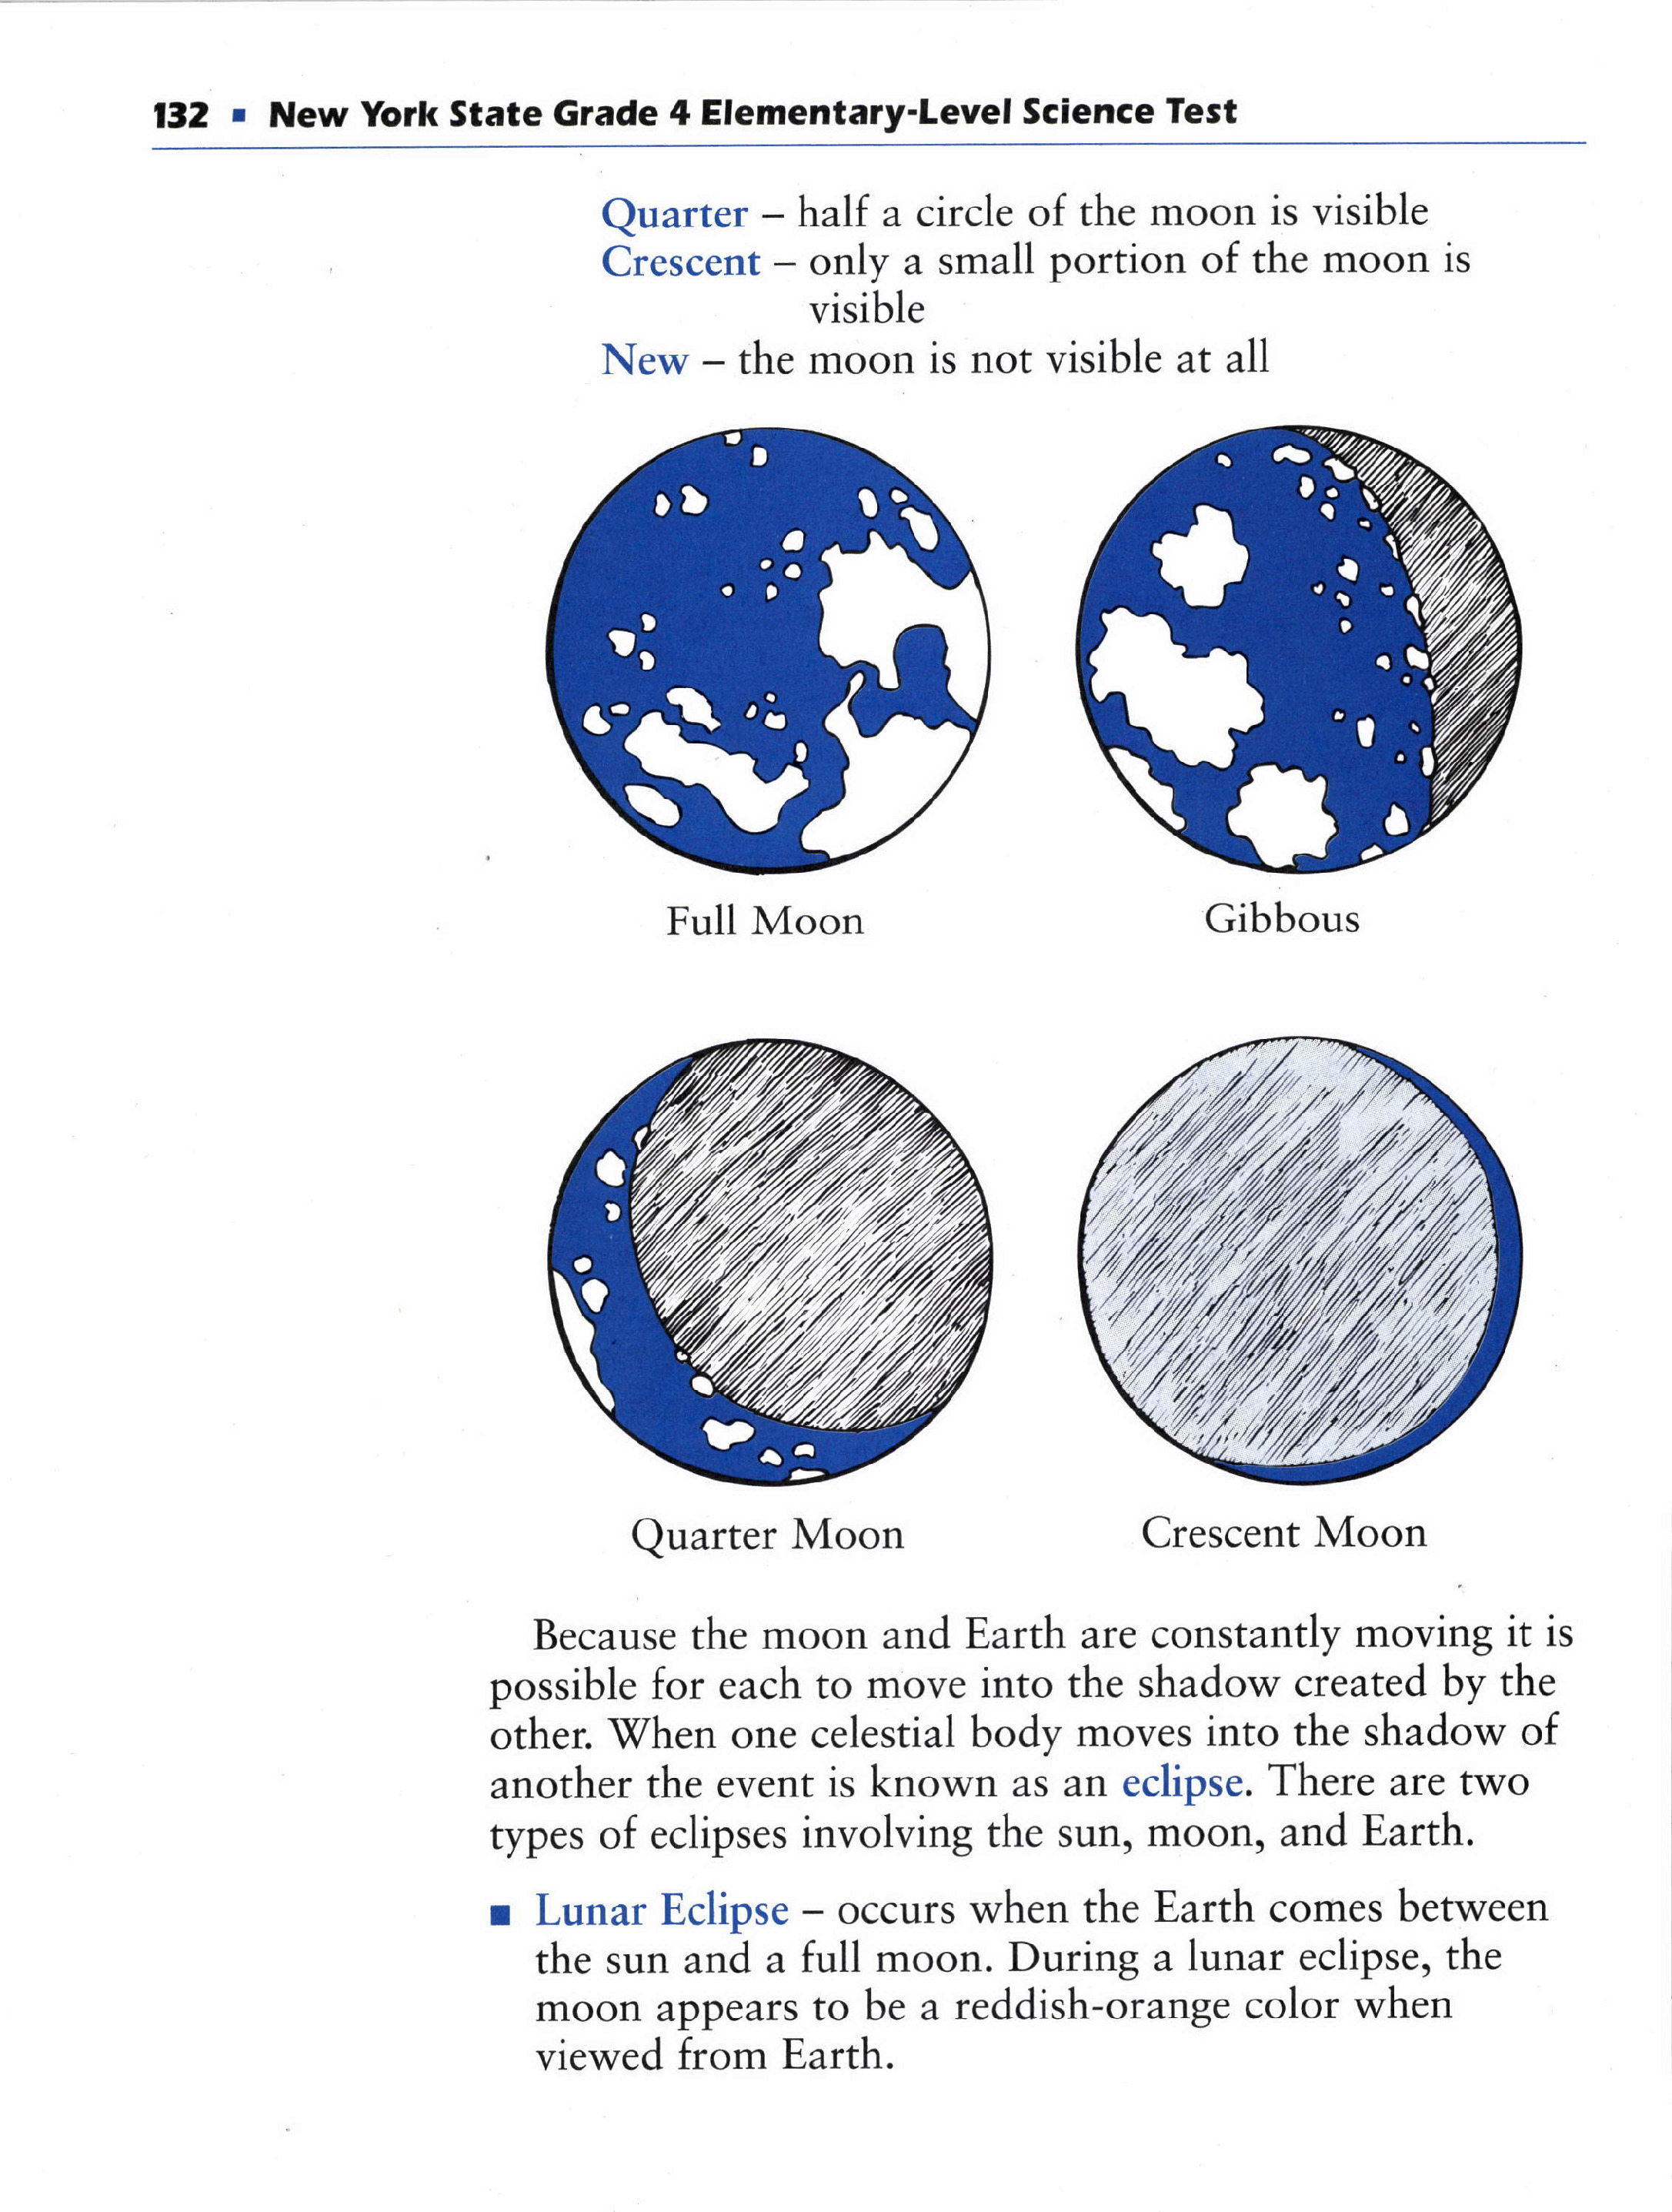 132 ▪ New York State Grade 4 Elementary-Level Science Test
Quarter – half a circle of the moon is visible
Crescent – only a small portion of the moon is
visible
New – the moon is not visible at all
Full Moon
Gibbous
Quarter Moon
Crescent Moon
Because the moon and Earth are constantly moving it is
possible for each to move into the shadow created by the
other. When one celestial body moves into the shadow of
another the event is known as an eclipse. There are two
types of eclipses involving the sun, moon, and Earth.
▪ Lunar Eclipse – occurs when the Earth comes between
the sun and a full moon. During a lunar eclipse, the
moon appears to be a reddish-orange color when
viewed from Earth.